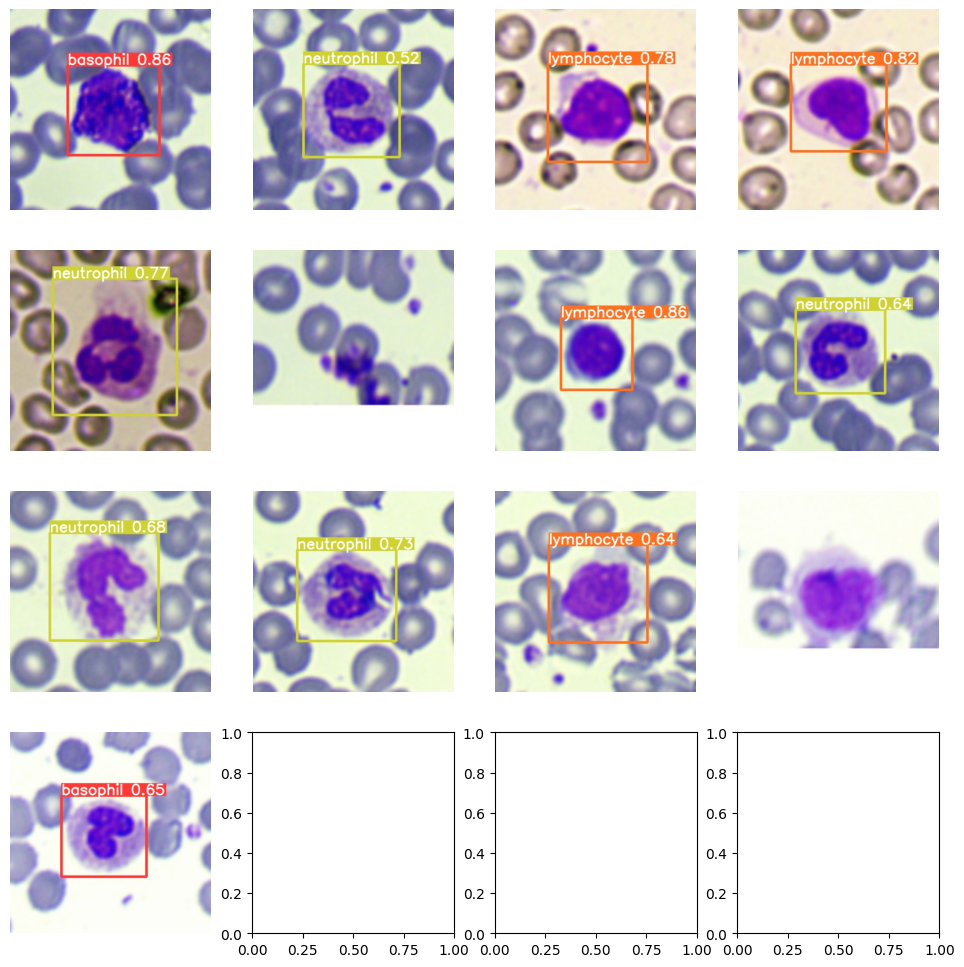 basophil 0.86
neutrophil 0.52
lymphocyte 0.78
lymphocyte 0.82
neutrophil 0.77
lymphocyte 0.86
neutrophil 0.64
neutrophil 0.68
neutrophil 0.73
lymphocyte 0.64
basophil 0.65
1.0
0.8
0.6
0.4
0.2
0.0
0.00 0.25 0.50 0.75 1.00
1.0
0.8
0.6
0.4
0.2
0.0
0.00 0.25 0.50 0.75 1.00
1.0
0.8
0.6
0.4
0.2
0.0
0.00 0.25 0.50 0.75 1.00